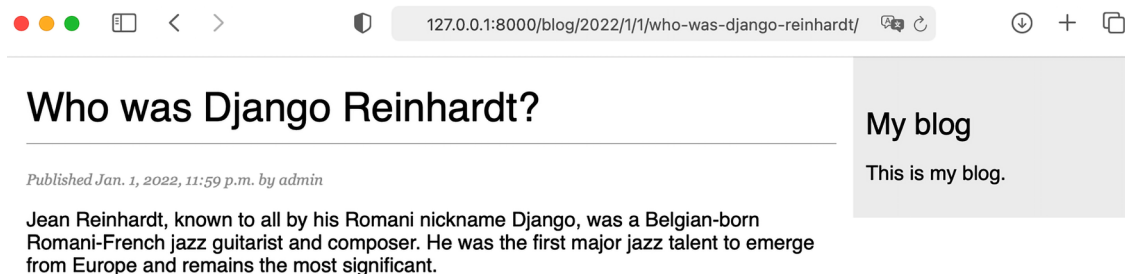 127.0.0.1:8000/blog/2022/1/1/who-was-django-reinhardt/
Who was Django Reinhardt?
Published Jan. 1, 2022, 11:59 p.m. by admin
Jean Reinhardt, known to all by his Romani nickname Django, was a Belgian-born
Romani-French jazz guitarist and composer. He was the first major jazz talent to emerge
from Europe and remains the most significant.
My blog
This is my blog.